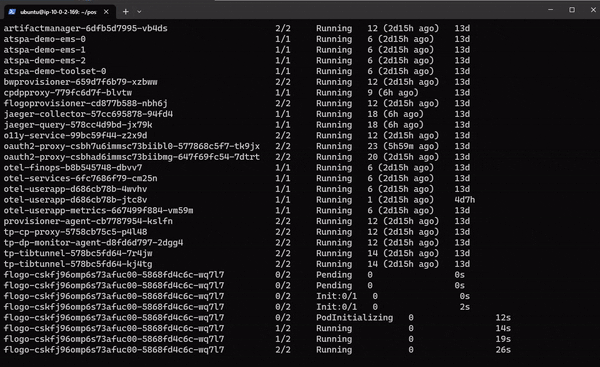 ubuntu@ip-10-0-2-169: ~/pos
artifactmanager-6dfb5d7995-vb4ds 2/2 Running 12 (2d15h ago) 13d
atspa-demo-ems-0 1/1 Running 6 (2d15h ago) 13d
atspa-demo-ems-1 1/1 Running 6 (2d15h ago) 13d
atspa-demo-ems-2 1/1 Running 6 (2d15h ago) 13d
atspa-demo-toolset-0 1/1 Running 6 (2d15h ago) 13d
bwprovisioner-659d7f6b79-xzbww 2/2 Running 12 (2d15h ago) 13d
cpdpproxy-779fc6d7f-blvtw 1/1 Running 9 (6h ago) 13d
flogoprovisioner-cd877b588-nbh6j 2/2 Running 12 (2d15h ago) 13d
jaeger-collector-57cc695878-94fd4 1/1 Running 18 (6h ago) 13d
jaeger-query-578cc4d9bd-jx79k 1/1 Running 18 (6h ago) 13d
o11y-service-99bc59f44-z2x9d 2/2 Running 12 (2d15h ago) 13d
oauth2-proxy-csbh7u6immsc73biibl0-577868c5f7-tk9jx 2/2 Running 23 (5h59m ago) 13d
oauth2-proxy-csbhad6immsc73biibmg-647f69fc54-7dtrt 2/2 Running 20 (2d15h ago) 13d
otel-finops-b8b545748-dbvv7 1/1 Running 6 (2d15h ago) 13d
otel-services-6fc7686f79-cm25n 1/1 Running 6 (2d15h ago) 13d
otel-userapp-d686cb78b-4wvhv 1/1 Running 6 (2d15h ago) 13d
otel-userapp-d686cb78b-jtc8v 1/1 Running 1 (2d15h ago) 4d7h
otel-userapp-metrics-667499f884-vm59m 1/1 Running 6 (2d15h ago) 13d
provisioner-agent-cb7787954-kslfn 2/2 Running 12 (2d15h ago) 13d
tp-cp-proxy-5758cb75c5-p4l48 2/2 Running 12 (2d15h ago) 13d
tp-dp-monitor-agent-d8fd6d797-2dgg4 2/2 Running 12 (2d15h ago) 13d
tp-tibtunnel-578bc5fd64-7r4jw 2/2 Running 14 (2d15h ago) 13d
tp-tibtunnel-578bc5fd64-kj4tg 2/2 Running 14 (2d15h ago) 13d
flogo-cskfj96omp6s73afuc00-5868fd4c6c-wq7l7 0/2 Pending 0 0s
flogo-cskfj96omp6s73afuc00-5868fd4c6c-wq7l7 0/2 Pending 0 0s
flogo-cskfj96omp6s73afuc00-5868fd4c6c-wq7l7 0/2 Init:0/1 0 0s
flogo-cskfj96omp6s73afuc00-5868fd4c6c-wq7l7 0/2 Init:0/1 0 2s
flogo-cskfj96omp6s73afuc00-5868fd4c6c-wq7l7 0/2 PodInitializing 0 12s
flogo-cskfj96omp6s73afuc00-5868fd4c6c-wq7l7 1/2 Running 0 14s
flogo-cskfj96omp6s73afuc00-5868fd4c6c-wq7l7 1/2 Running 0 19s
flogo-cskfj96omp6s73afuc00-5868fd4c6c-wq7l7 2/2 Running 0 26s